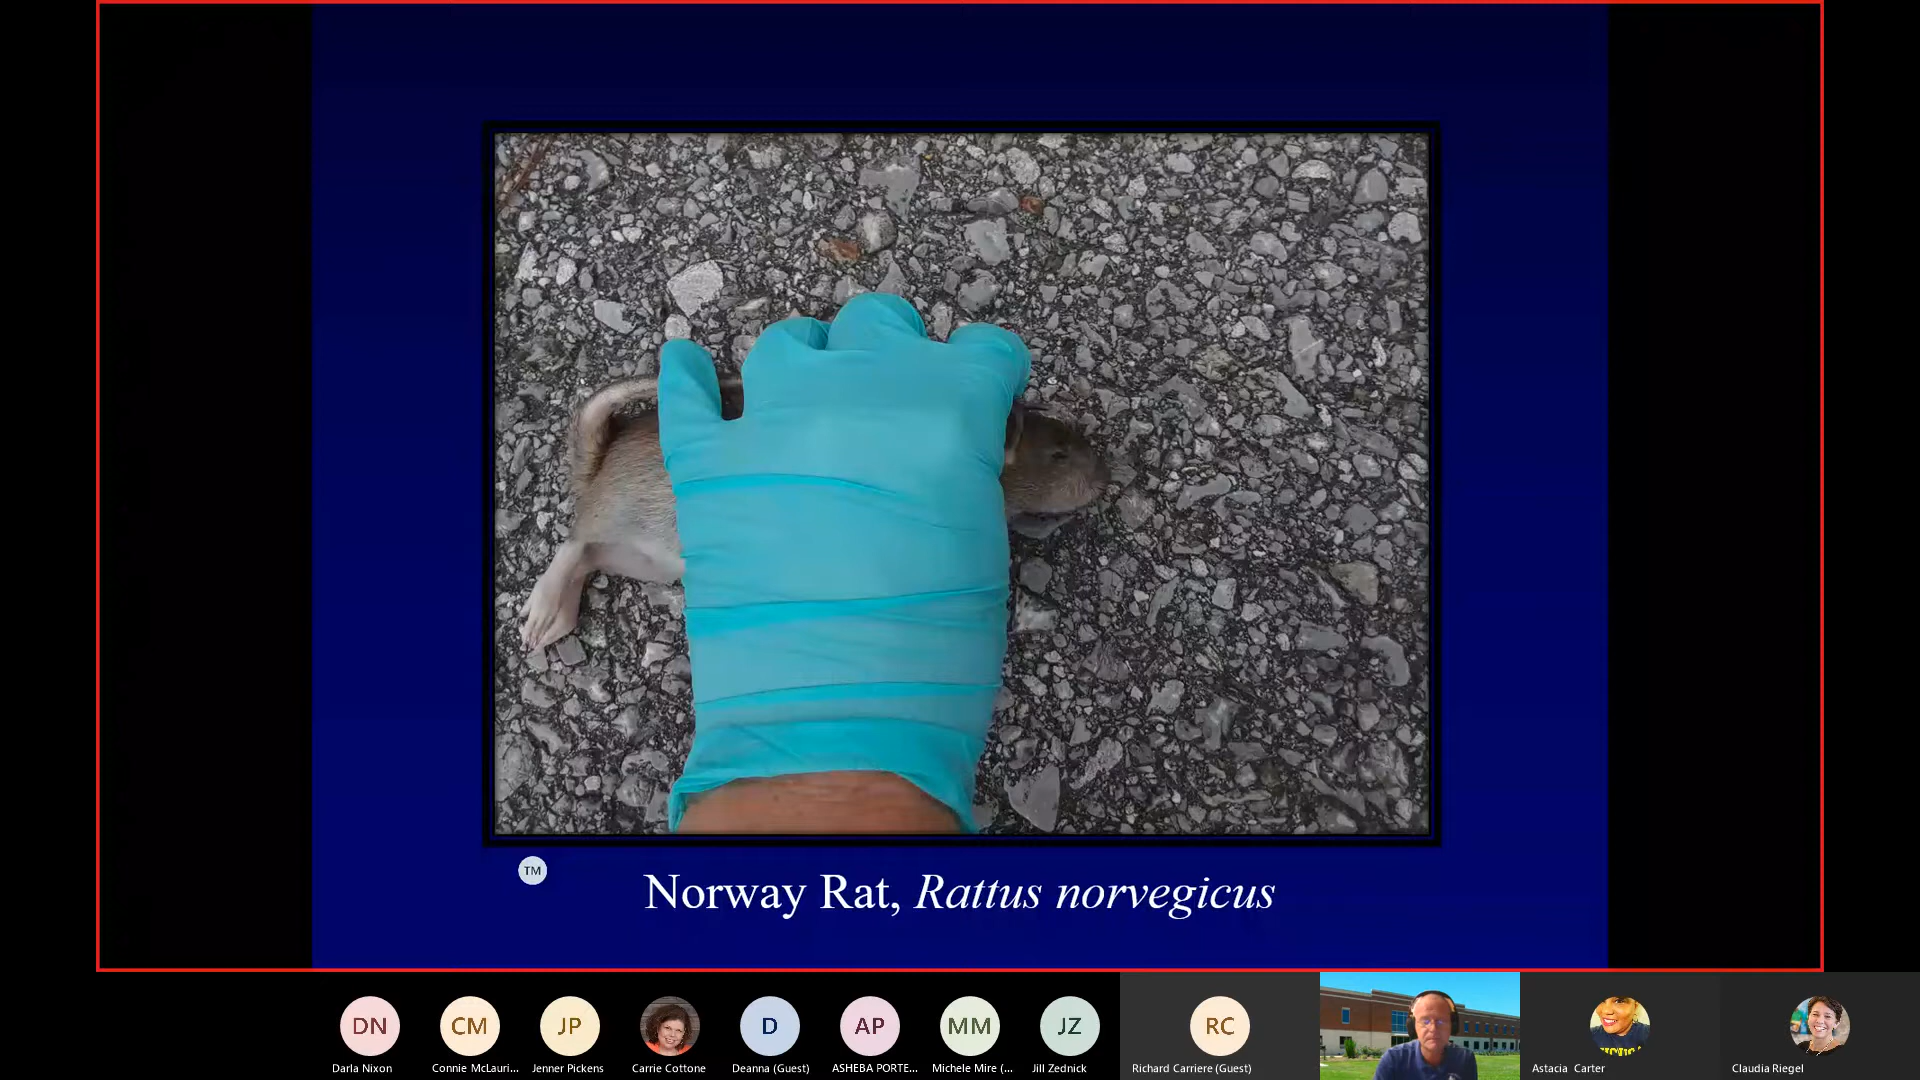 TM
Norway Rat, Rattus norvegicus
DN
CM
JP
D
AP
MM
JZ
RC
Darla Nixon
Connie McLauri...
Jenner Pickens
Carrie Cottone
Deanna (Guest)
ASHEBA PORTE...
Michele Mire (...
Jill Zednick
Richard Carriere (Guest)
Astacia Carter
Claudia Riegel